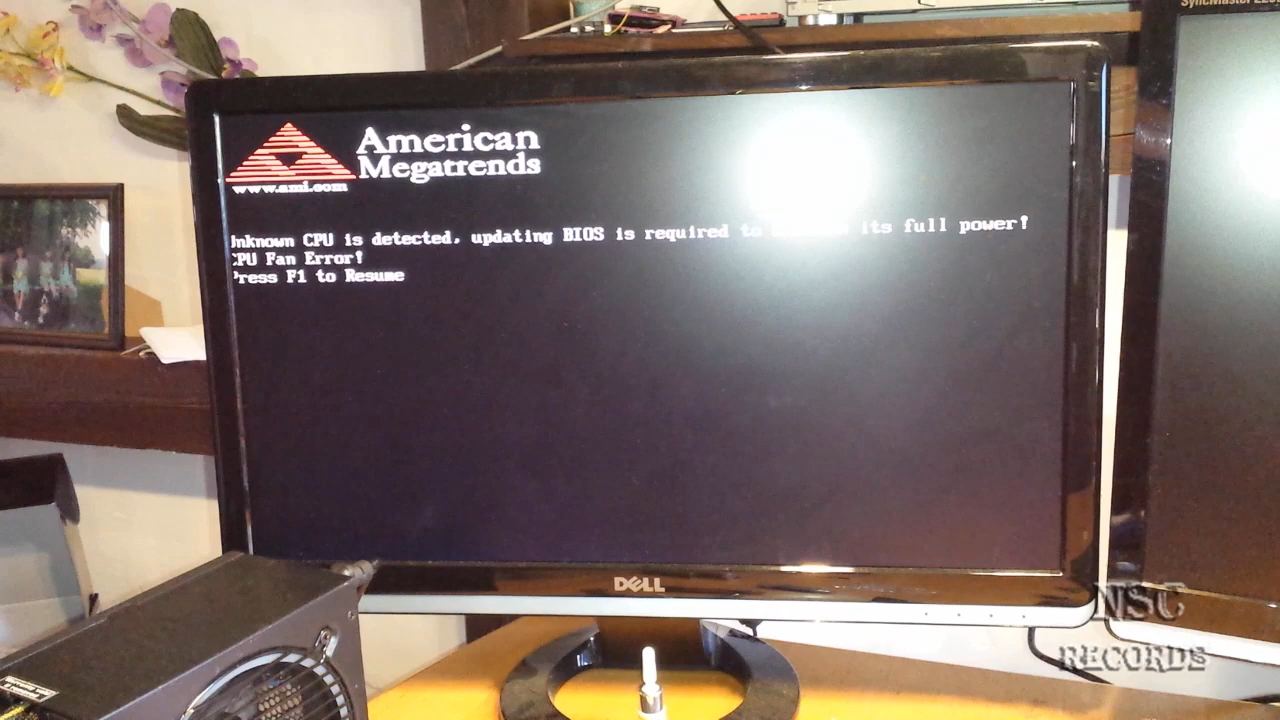 SyncMaster
American
Megatrends
www.ami.com
Unknown CPU is detected, updating BIOS is required to its full power!
CPU Fan Error!
Press F1 to Resume
DELL
NSC
RECORDS